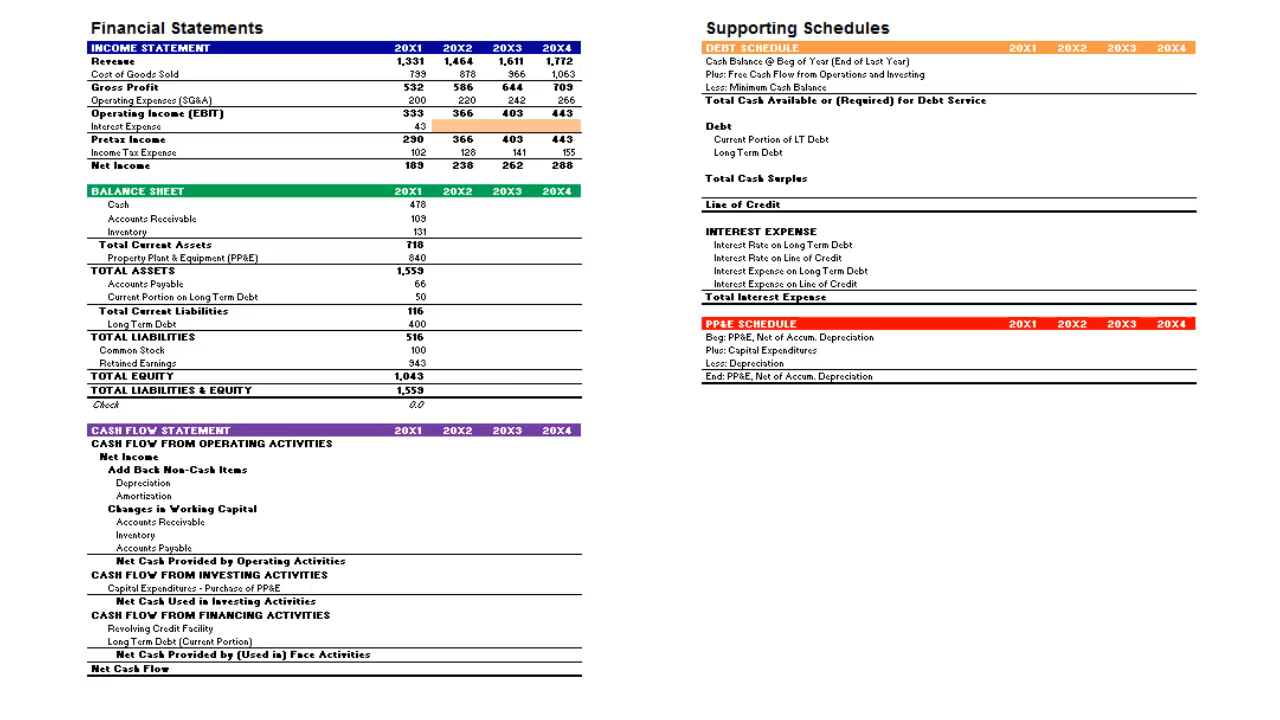 Financial Statements
INCOME STATEMENT 20X1 20X2 20X3 20X4
Revenue 1,331 1,464 1,611 1,772
Cost of Goods Sold 799 878 966 1,063
Gross Profit 532 586 644 709
Operating Expenses (SG&A) 200 220 242 266
Operating Income (EBIT) 333 366 403 443
Interest Expense 43
Pretax Income 290 366 403 443
Income Tax Expense 102 128 141 155
Net Income 189 238 262 288
BALANCE SHEET 20X1 20X2 20X3 20X4
Cash 478
Accounts Receivable 109
Inventory 131
Total Current Assets 718
Property Plant & Equipment (PP&E) 840
TOTAL ASSETS 1,559
Accounts Payable 66
Current Portion on Long Term Debt 50
Total Current Liabilities 116
Long Term Debt 400
TOTAL LIABILITIES 516
Common Stock 100
Retained Earnings 943
TOTAL EQUITY 1,043
TOTAL LIABILITIES & EQUITY 1,559
Check 0.0
CASH FLOW STATEMENT 20X1 20X2 20X3 20X4
CASH FLOW FROM OPERATING ACTIVITIES
Net Income
Add Back Non-Cash Items
Depreciation
Amortization
Changes in Working Capital
Accounts Receivable
Inventory
Accounts Payable
Net Cash Provided by Operating Activities
CASH FLOW FROM INVESTING ACTIVITIES
Capital Expenditures - Purchase of PP&E
Net Cash Used in Investing Activities
CASH FLOW FROM FINANCING ACTIVITIES
Revolving Credit Facility
Long Term Debt (Current Portion)
Net Cash Provided by (Used in) Fnce Activities
Net Cash Flow
Supporting Schedules
DEBT SCHEDULE 20X1 20X2 20X3 20X4
Cash Balance @ Beg of Year (End of Last Year)
Plus: Free Cash Flow from Operations and Investing
Less: Minimum Cash Balance
Total Cash Available or (Required) for Debt Service
Debt
Current Portion of LT Debt
Long Term Debt
Total Cash Surplus
Line of Credit
INTEREST EXPENSE
Interest Rate on Long Term Debt
Interest Rate on Line of Credit
Interest Expense on Long Term Debt
Interest Expense on Line of Credit
Total Interest Expense
PP&E SCHEDULE 20X1 20X2 20X3 20X4
Beg: PP&E, Net of Accum. Depreciation
Plus: Capital Expenditures
Less: Depreciation
End: PP&E, Net of Accum. Depreciation